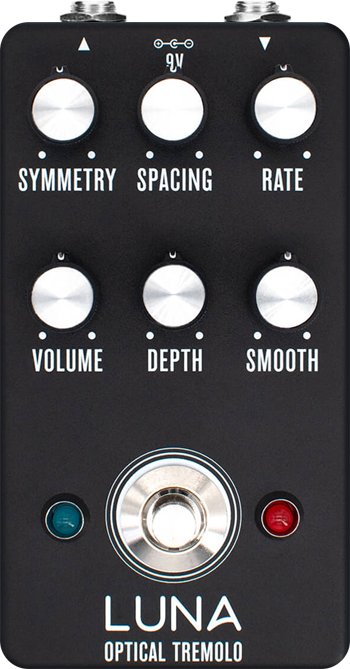 9V
SYMMETRY SPACING RATE
VOLUME DEPTH SMOOTH
LUNA
OPTICAL TREMOLO